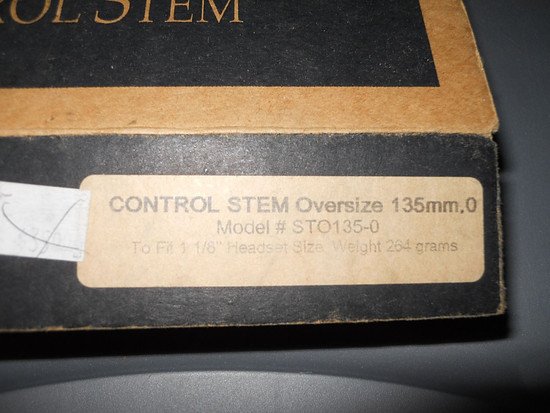 ROL STEM
CONTROL STEM Oversize 135mm,0
Model # STO135-0
To Fit 1 1/8" Headset Size, Weight 264 grams